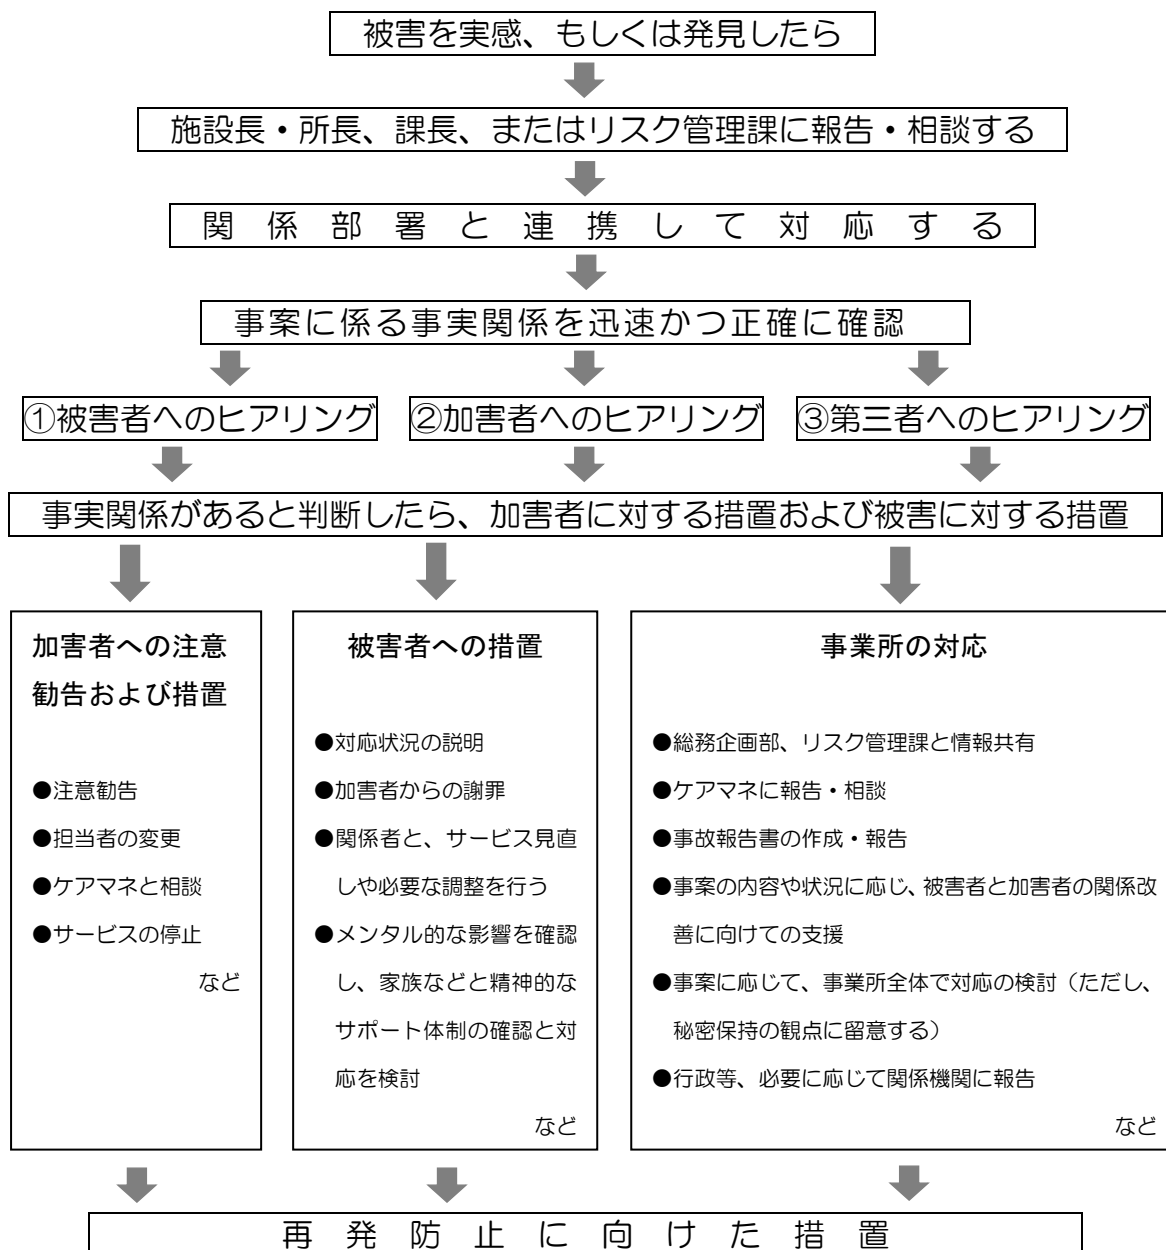 被害を実感、もしくは発見したら
施設長・所長、課長、またはリスク管理課に報告・相談する
関係部署と連携して対応する
事案に係る事実関係を迅速かつ正確に確認
①被害者へのヒアリング
②加害者へのヒアリング
③第三者へのヒアリング
事実関係があると判断したら、加害者に対する措置および被害に対する措置
加害者への注意
勧告および措置
●注意勧告
●担当者の変更
●ケアマネと相談
●サービスの停止
など
被害者への措置
●対応状況の説明
●加害者からの謝罪
●関係者と、サービス見直
しや必要な調整を行う
●メンタル的な影響を確認
し、家族などと精神的な
サポート体制の確認と対
応を検討
など
事業所の対応
●総務企画部、リスク管理課と情報共有
●ケアマネに報告・相談
●事故報告書の作成・報告
●事案の内容や状況に応じ、被害者と加害者の関係改
善に向けての支援
●事案に応じて、事業所全体で対応の検討（ただし、
秘密保持の観点に留意する）
●行政等、必要に応じて関係機関に報告
など
再発防止に向けた措置